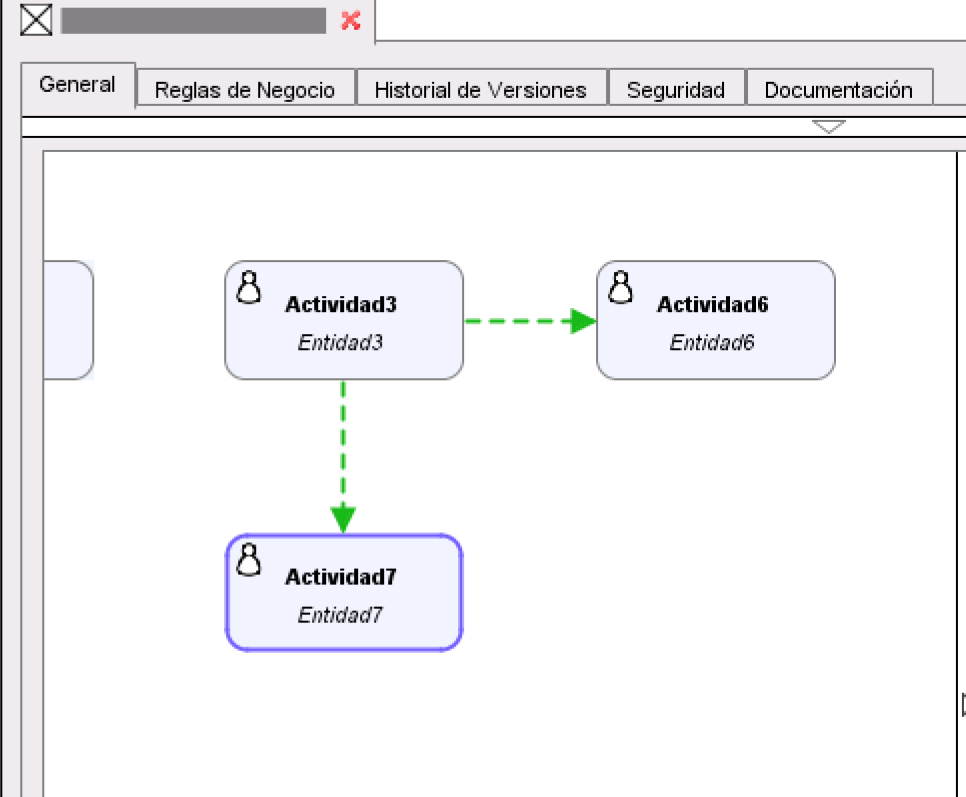 General
Reglas de Negocio
Historial de Versiones
Seguridad
Documentación
Actividad3
Entidad3
Actividad6
Entidad6
Actividad7
Entidad7